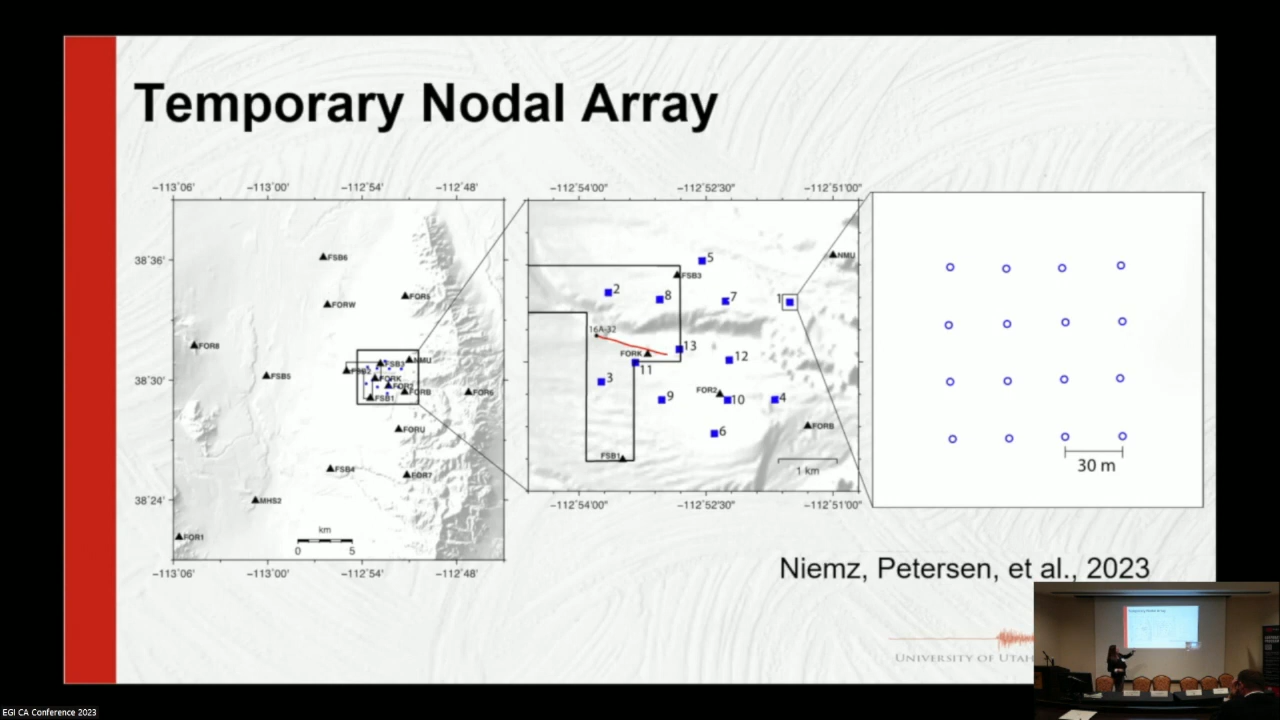 Temporary Nodal Array
−113°06' −113°00' −112°54' −112°48'
−112°54'00" −112°52'30" −112°51'00"
38°36'
38°30'
38°24'
FSB6
FORW
FOR8
FSB5
NMU
FORK
FORB
FSB1
FORU
FSB4
FOR7
MHS2
FOR1
km
0 5
−113°06' −113°00' −112°54' −112°48'
5
NMU
FSB3
2
8
7
1
16A-32
13
FORK
12
11
3
FOR2
9
10
4
6
FORB
FSB1
1 km
−112°54'00" −112°52'30" −112°51'00"
30 m
Niemz, Petersen, et al., 2023
UNIVERSITY OF UTAH
EGI CA Conference 2023